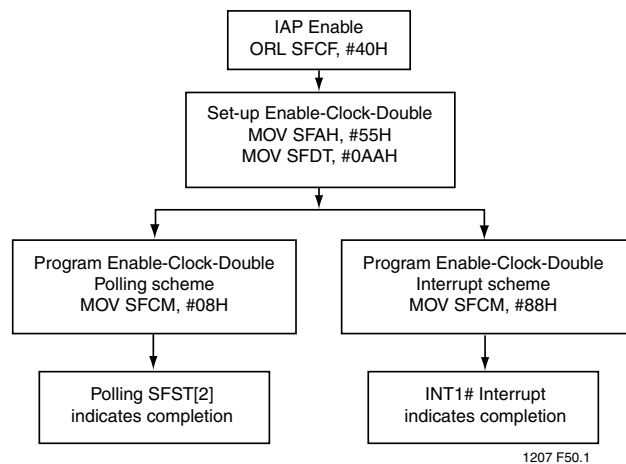 IAP Enable
ORL SFCF, #40H
Set-up Enable-Clock-Double
MOV SFAH, #55H
MOV SFDT, #0AAH
Program Enable-Clock-Double
Polling scheme
MOV SFCM, #08H
Program Enable-Clock-Double
Interrupt scheme
MOV SFCM, #88H
Polling SFST[2]
indicates completion
INT1# Interrupt
indicates completion
1207 F50.1